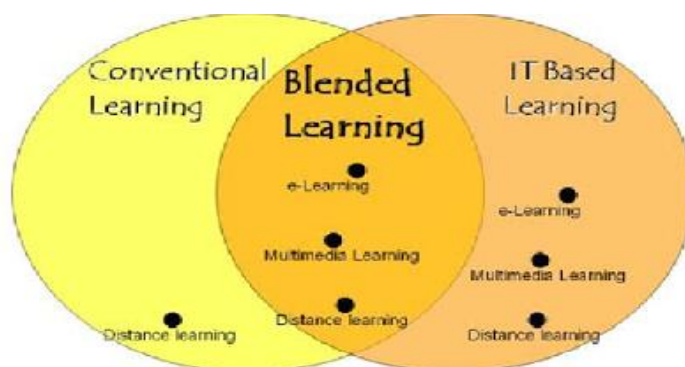 Conventional
Learning
Blended
Learning
IT Based
Learning
e-Learning
Multimedia Learning
Distance learning
e-Learning
Multimedia Learning
Distance learning
Distance learning